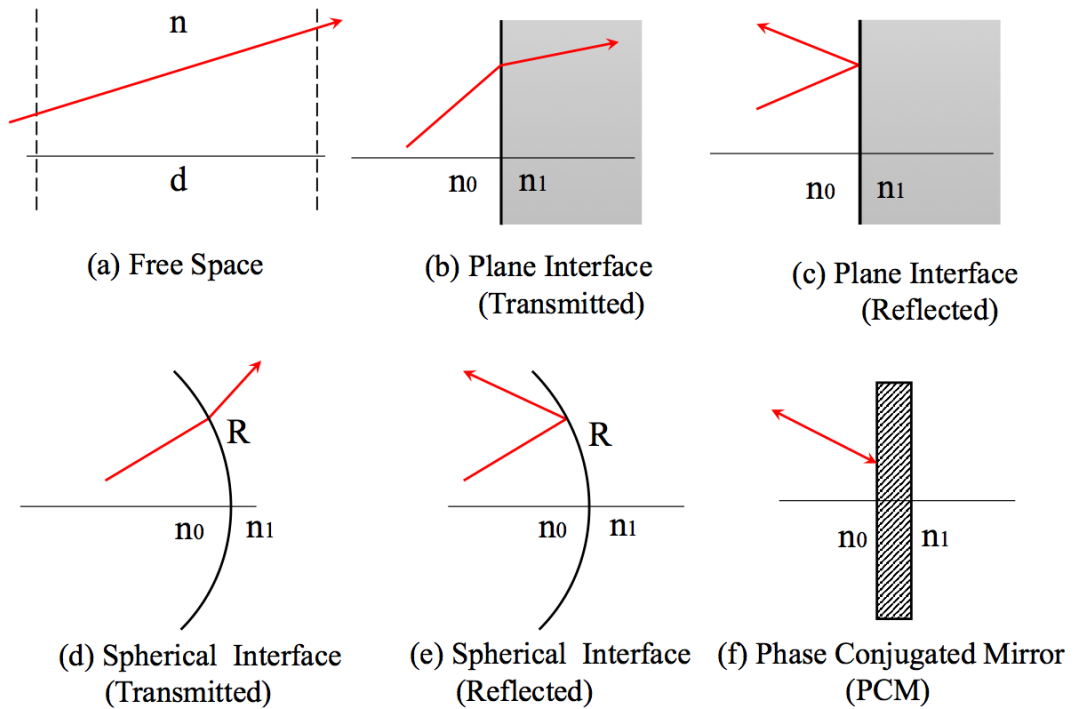 n
d
(a) Free Space
n0 n1
(b) Plane Interface
(Transmitted)
n0 n1
(c) Plane Interface
(Reflected)
R
n0 n1
(d) Spherical Interface
(Transmitted)
R
n0 n1
(e) Spherical Interface
(Reflected)
n0 n1
(f) Phase Conjugated Mirror
(PCM)